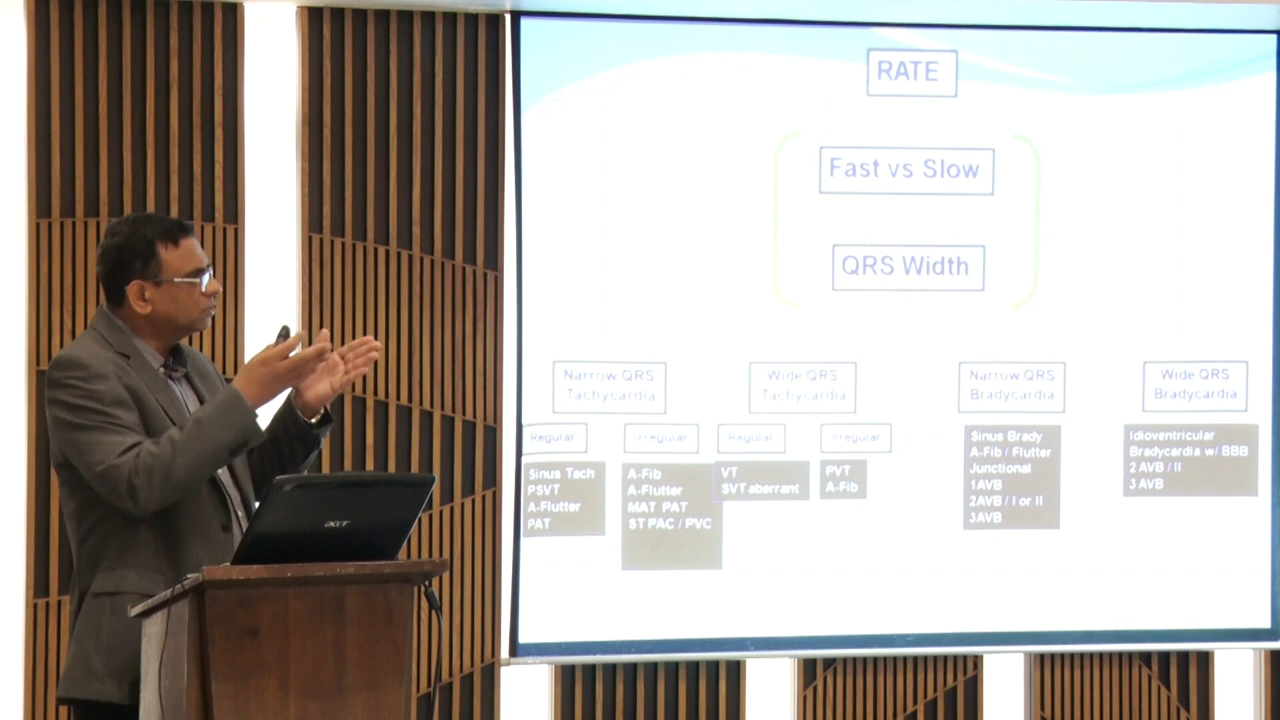 RATE
Fast vs Slow
QRS Width
Narrow QRS
Tachycardia
Wide QRS
Tachycardia
Narrow QRS
Bradycardia
Wide QRS
Bradycardia
Regular
Irregular
Regular
Irregular
Sinus Tach
PSVT
A-Flutter
PAT
A-Fib
A-Flutter
MAT PAT
ST PAC / PVC
VT
SVT aberrant
PVT
A-Fib
Sinus Brady
A-Fib / Flutter
Junctional
1AVB
2AVB / I or II
3AVB
Idioventricular
Bradycardia w/ BBB
2 AVB / II
3 AVB
acer